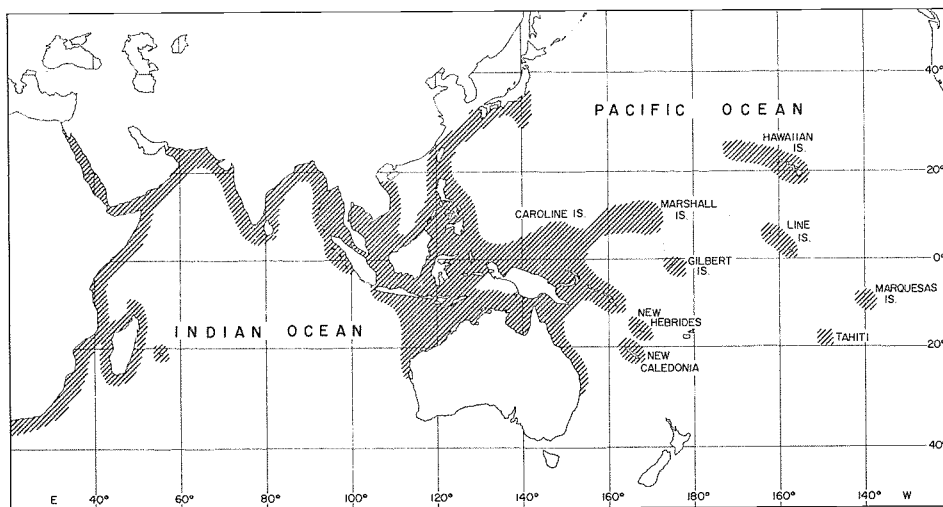 40°
PACIFIC OCEAN
HAWAIIAN
IS.
20°
CAROLINE IS.
MARSHALL
IS.
LINE
IS.
0°
GILBERT
IS.
MARQUESAS
IS.
NEW
HEBRIDES
INDIAN OCEAN
TAHITI
20°
NEW
CALEDONIA
40°
E 40° 60° 80° 100° 120° 140° 160° 180° 160° 140° W